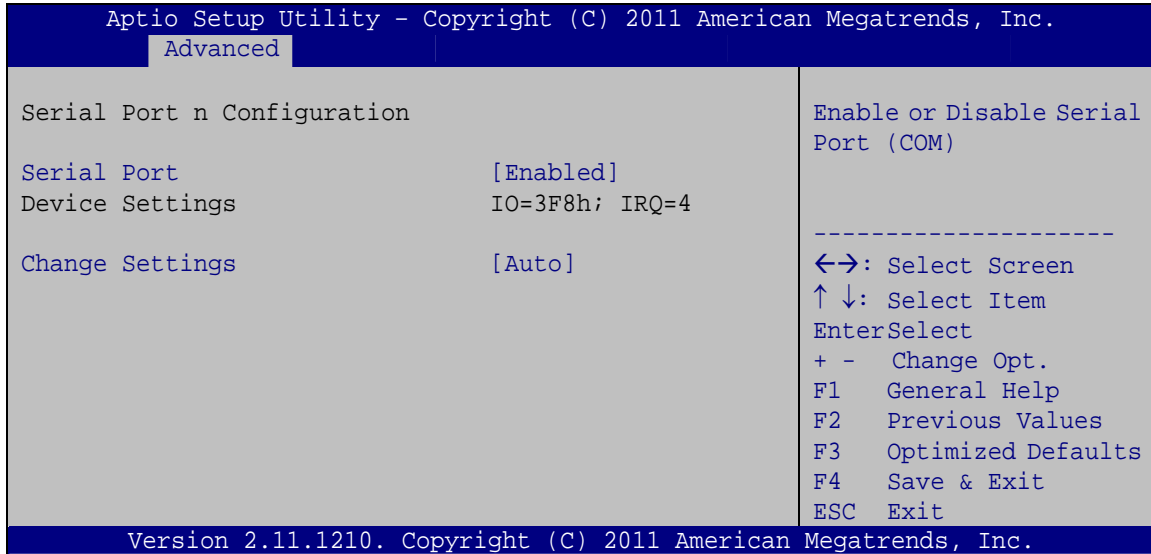 Aptio Setup Utility – Copyright (C) 2011 American Megatrends, Inc.
Advanced
Serial Port n Configuration
Serial Port [Enabled]
Device Settings IO=3F8h; IRQ=4
Change Settings [Auto]
Enable or Disable Serial
Port (COM)
---------------------
←→: Select Screen
↑ ↓: Select Item
EnterSelect
+ - Change Opt.
F1 General Help
F2 Previous Values
F3 Optimized Defaults
F4 Save & Exit
ESC Exit
Version 2.11.1210. Copyright (C) 2011 American Megatrends, Inc.